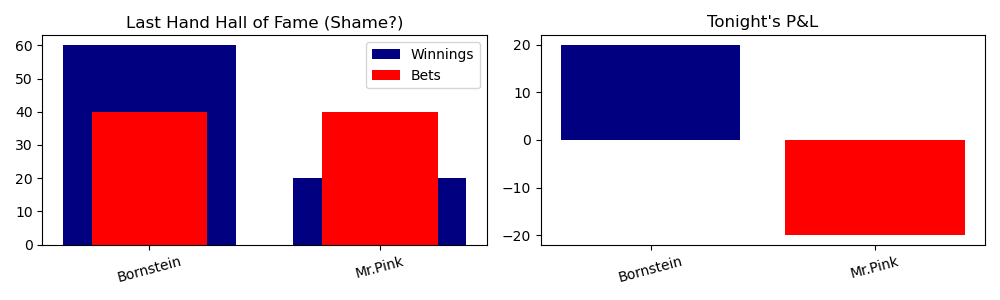 Last Hand Hall of Fame (Shame?)
60
50
40
30
20
10
0
Winnings
Bets
Bornstein
Mr.Pink
Tonight's P&L
20
10
0
−10
−20
Bornstein
Mr.Pink